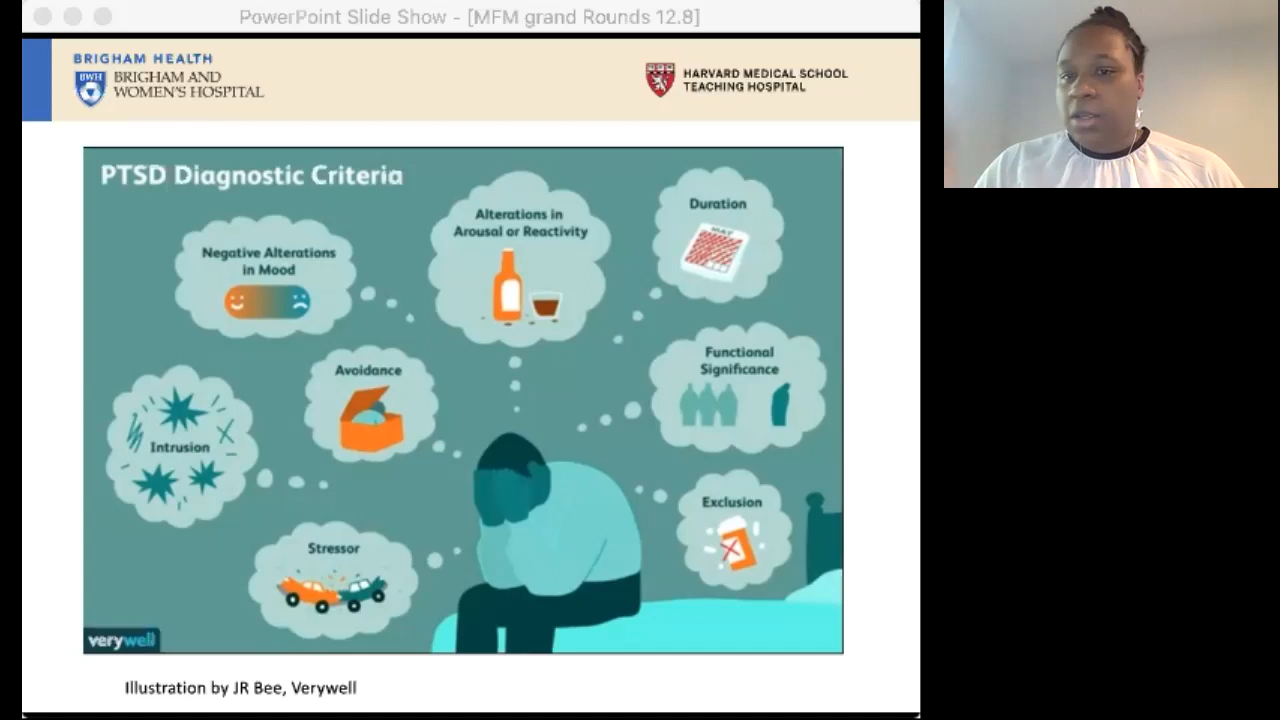 PowerPoint Slide Show - [MFM grand Rounds 12.8]
BRIGHAM HEALTH
BWH
BRIGHAM AND
WOMEN'S HOSPITAL
HARVARD MEDICAL SCHOOL
TEACHING HOSPITAL
PTSD Diagnostic Criteria
Negative Alterations
in Mood
Alterations in
Arousal or Reactivity
Duration
MAY
Avoidance
Functional
Significance
Intrusion
Exclusion
Stressor
verywell
Illustration by JR Bee, Verywell